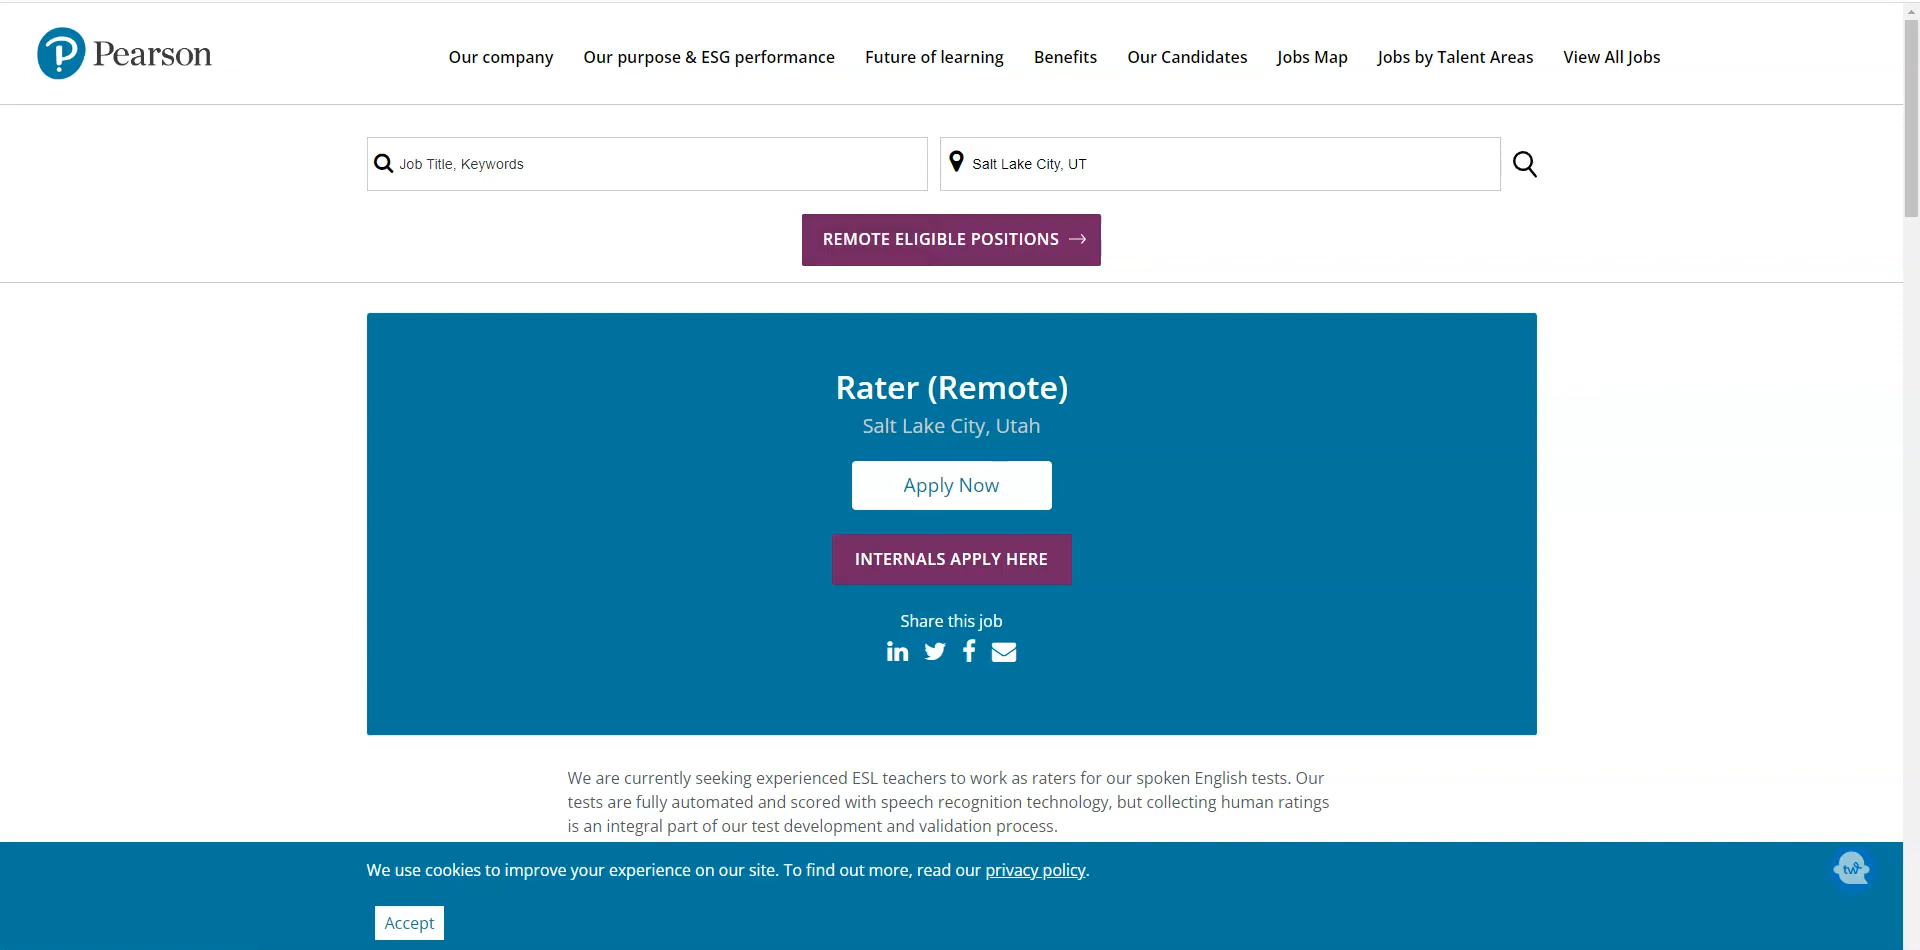 Pearson
Our company
Our purpose & ESG performance
Future of learning
Benefits
Our Candidates
Jobs Map
Jobs by Talent Areas
View All Jobs
Job Title, Keywords
Salt Lake City, UT
REMOTE ELIGIBLE POSITIONS
Rater (Remote)
Salt Lake City, Utah
Apply Now
INTERNALS APPLY HERE
Share this job
We are currently seeking experienced ESL teachers to work as raters for our spoken English tests. Our
tests are fully automated and scored with speech recognition technology, but collecting human ratings
is an integral part of our test development and validation process.
We use cookies to improve your experience on our site. To find out more, read our privacy policy.
tw
Accept